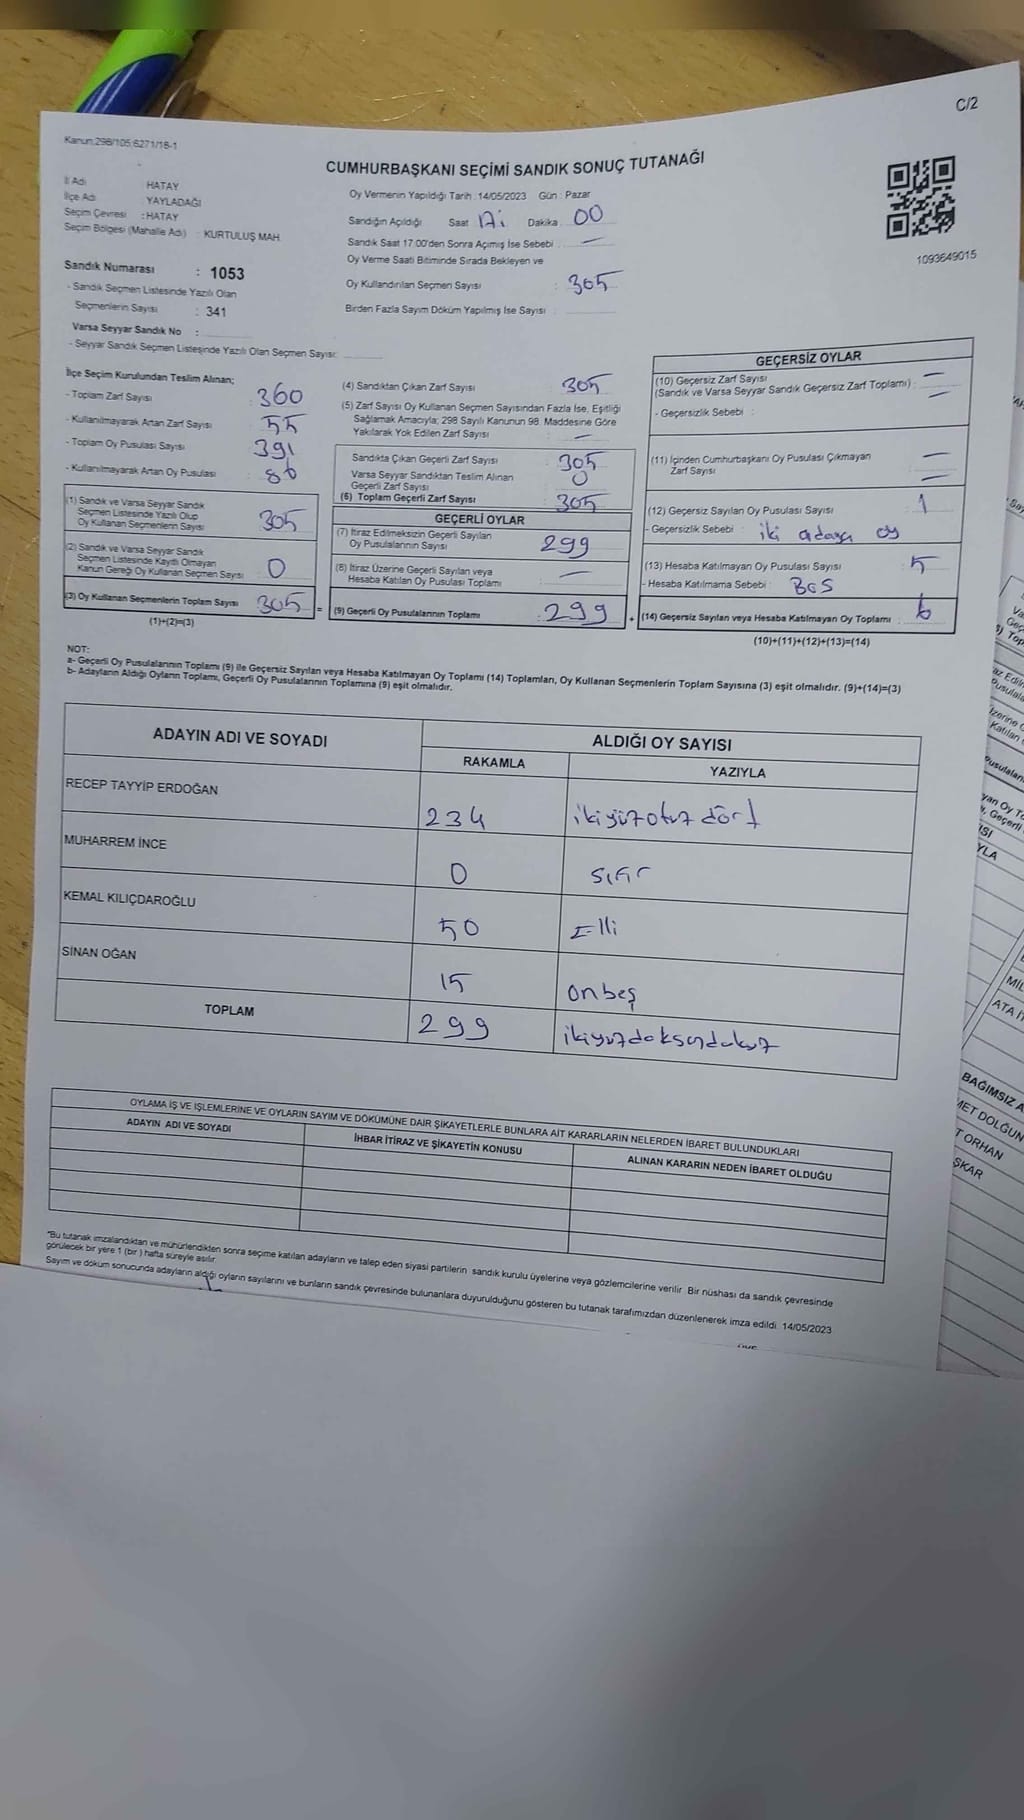 C/2
Kanun:298/105;6271/18-1
CUMHURBAŞKANI SEÇİMİ SANDIK SONUÇ TUTANAĞI
İl Adı : HATAY
İlçe Adı : YAYLADAĞI
Seçim Çevresi : HATAY
Seçim Bölgesi (Mahalle Adı) : KURTULUŞ MAH.
Sandık Numarası : 1053
- Sandık Seçmen Listesinde Yazılı Olan
Seçmenlerin Sayısı : 341
Varsa Seyyar Sandık No :
- Seyyar Sandık Seçmen Listesinde Yazılı Olan Seçmen Sayısı:
Oy Vermenin Yapıldığı Tarih : 14/05/2023 Gün : Pazar
Sandığın Açıldığı Saat 17: Dakika 00
Sandık Saat 17:00'den Sonra Açımış İse Sebebi : —
Oy Verme Saati Bitiminde Sırada Bekleyen ve
Oy Kullandırılan Seçmen Sayısı : 305
Birden Fazla Sayım Döküm Yapılmış İse Sayısı :
1093649015
İlçe Seçim Kurulundan Teslim Alınan;
- Toplam Zarf Sayısı : 360
- Kullanılmayarak Artan Zarf Sayısı : 55
- Toplam Oy Pusulası Sayısı : 391
- Kullanılmayarak Artan Oy Pusulası : 86
(1) Sandık ve Varsa Seyyar Sandık
Seçmen Listesinde Yazılı Olup
Oy Kullanan Seçmenlerin Sayısı 305
(2) Sandık ve Varsa Seyyar Sandık
Seçmen Listesinde Kayıtlı Olmayan
Kanun Gereği Oy Kullanan Seçmen Sayısı 0
(3) Oy Kullanan Seçmenlerin Toplam Sayısı 305 =
(1)+(2)=(3)
(4) Sandıktan Çıkan Zarf Sayısı : 305
(5) Zarf Sayısı Oy Kullanan Seçmen Sayısından Fazla İse, Eşitliği
Sağlamak Amacıyla; 298 Sayılı Kanunun 98. Maddesine Göre
Yakılarak Yok Edilen Zarf Sayısı : —
Sandıkta Çıkan Geçerli Zarf Sayısı : 305
Varsa Seyyar Sandıktan Teslim Alınan
Geçerli Zarf Sayısı : 0
(6) Toplam Geçerli Zarf Sayısı : 305
GEÇERLİ OYLAR
(7) İtiraz Edilmeksizin Geçerli Sayılan
Oy Pusulalarının Sayısı : 299
(8) İtiraz Üzerine Geçerli Sayılan veya
Hesaba Katılan Oy Pusulası Toplamı : —
(9) Geçerli Oy Pusulalarının Toplamı : 299 +
GEÇERSİZ OYLAR
(10) Geçersiz Zarf Sayısı : —
(Sandık ve Varsa Seyyar Sandık Geçersiz Zarf Toplamı) : —
- Geçersizlik Sebebi :
(11) İçinden Cumhurbaşkanı Oy Pusulası Çıkmayan —
Zarf Sayısı : —
(12) Geçersiz Sayılan Oy Pusulası Sayısı : 1
- Geçersizlik Sebebi : iki adaya oy
(13) Hesaba Katılmayan Oy Pusulası Sayısı : 5
- Hesaba Katılmama Sebebi : BOŞ
(14) Geçersiz Sayılan veya Hesaba Katılmayan Oy Toplamı : 6
(10)+(11)+(12)+(13)=(14)
NOT:
a- Geçerli Oy Pusulalarının Toplamı (9) ile Geçersiz Sayılan veya Hesaba Katılmayan Oy Toplamı (14) Toplamları, Oy Kullanan Seçmenlerin Toplam Sayısına (3) eşit olmalıdır. (9)+(14)=(3)
b- Adayların Aldığı Oyların Toplamı, Geçerli Oy Pusulalarının Toplamına (9) eşit olmalıdır.
ADAYIN ADI VE SOYADI ALDIĞI OY SAYISI
RAKAMLA YAZIYLA
RECEP TAYYİP ERDOĞAN 234 ikiyüzotuzdört
MUHARREM İNCE 0 sıfır
KEMAL KILIÇDAROĞLU 50 Elli
SİNAN OĞAN 15 onbeş
TOPLAM 299 ikiyüzdoksandokuz
OYLAMA İŞ VE İŞLEMLERİNE VE OYLARIN SAYIM VE DÖKÜMÜNE DAİR ŞİKAYETLERLE BUNLARA AİT KARARLARIN NELERDEN İBARET BULUNDUKLARI
ADAYIN ADI VE SOYADI İHBAR İTİRAZ VE ŞİKAYETİN KONUSU ALINAN KARARIN NEDEN İBARET OLDUĞU
*Bu tutanak imzalandıktan ve mühürlendikten sonra seçime katılan adayların ve talep eden siyasi partilerin sandık kurulu üyelerine veya gözlemcilerine verilir. Bir nüshası da sandık çevresinde
görülecek bir yere 1 (bir) hafta süreyle asılır.
Sayım ve döküm sonucunda adayların aldığı oyların sayılarını ve bunların sandık çevresinde bulunanlara duyurulduğunu gösteren bu tutanak tarafımızdan düzenlenerek imza edildi. 14/05/2023
BAĞIMSIZ A
MET DOLĞUN
T ORHAN
ŞKAR